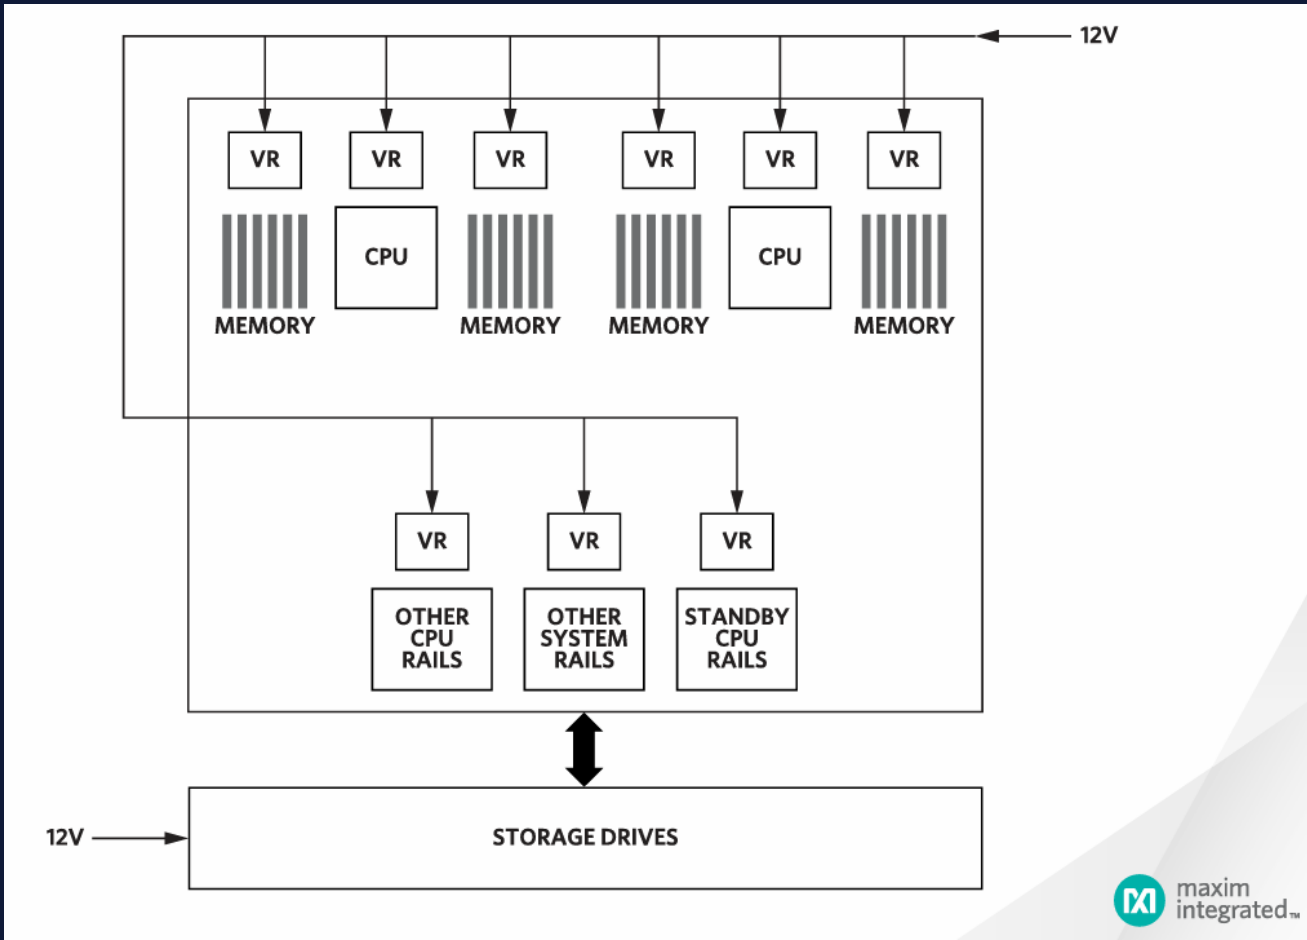 12V
VR
VR
VR
VR
VR
VR
CPU
CPU
MEMORY
MEMORY
MEMORY
MEMORY
VR
VR
VR
OTHER
CPU
RAILS
OTHER
SYSTEM
RAILS
STANDBY
CPU
RAILS
12V
STORAGE DRIVES
maxim
integrated™